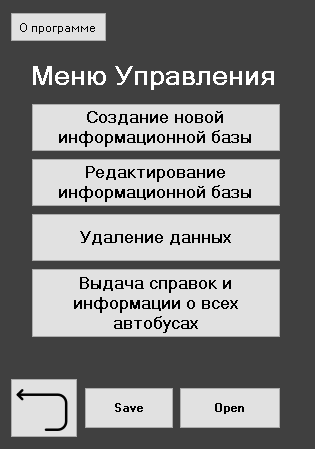 О программе
Меню Управления
Создание новой
информационной базы
Редактирование
информационной базы
Удаление данных
Выдача справок и
информации о всех
автобусах
Save
Open